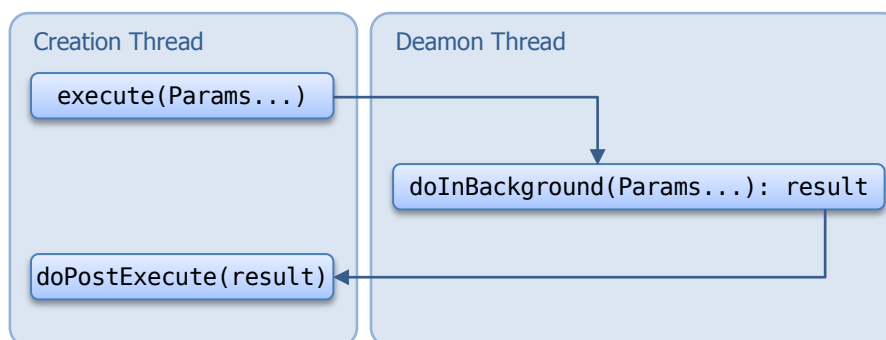 Creation Thread
Deamon Thread
execute(Params...)
doInBackground(Params...): result
doPostExecute(result)